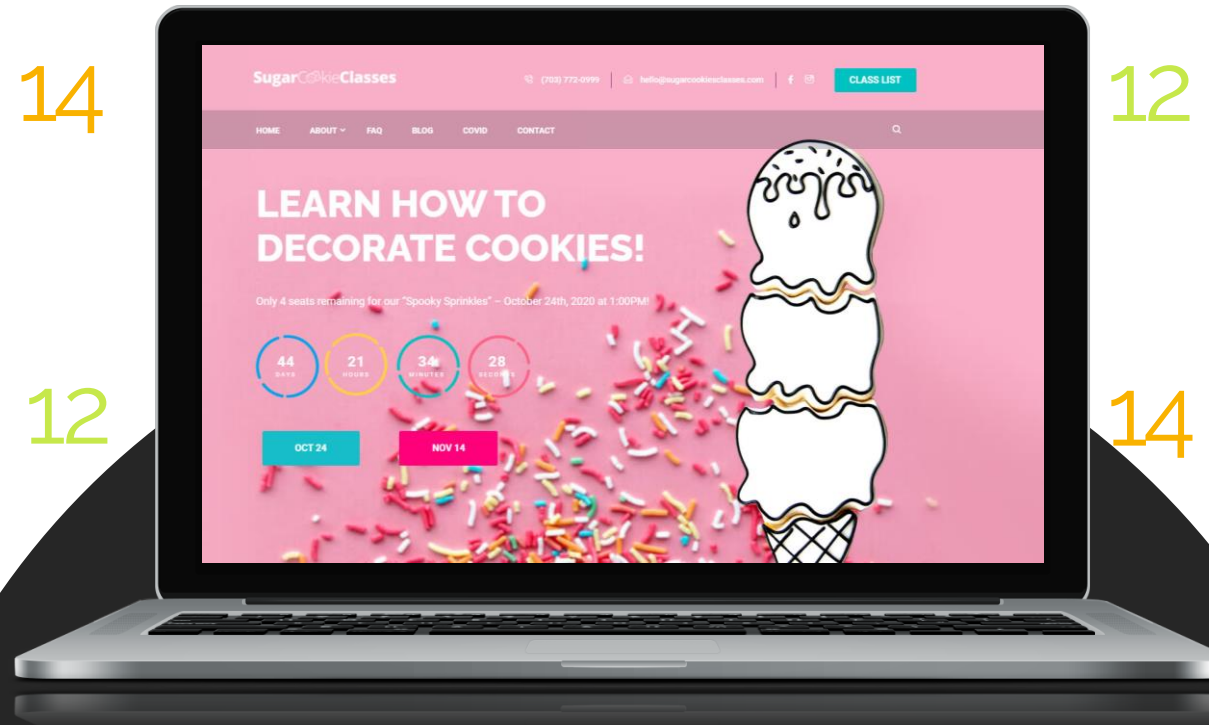 14
12
SugarCookieClasses
(703) 772-0999
hello@sugarcookiesclasses.com
CLASS LIST
HOME ABOUT FAQ BLOG COVID CONTACT
LEARN HOW TO
DECORATE COOKIES!
Only 4 seats remaining for our "Spooky Sprinkles" – October 24th, 2020 at 1:00PM!
44 21 34 28
DAYS HOURS MINUTES SECONDS
12
14
OCT 24 NOV 14